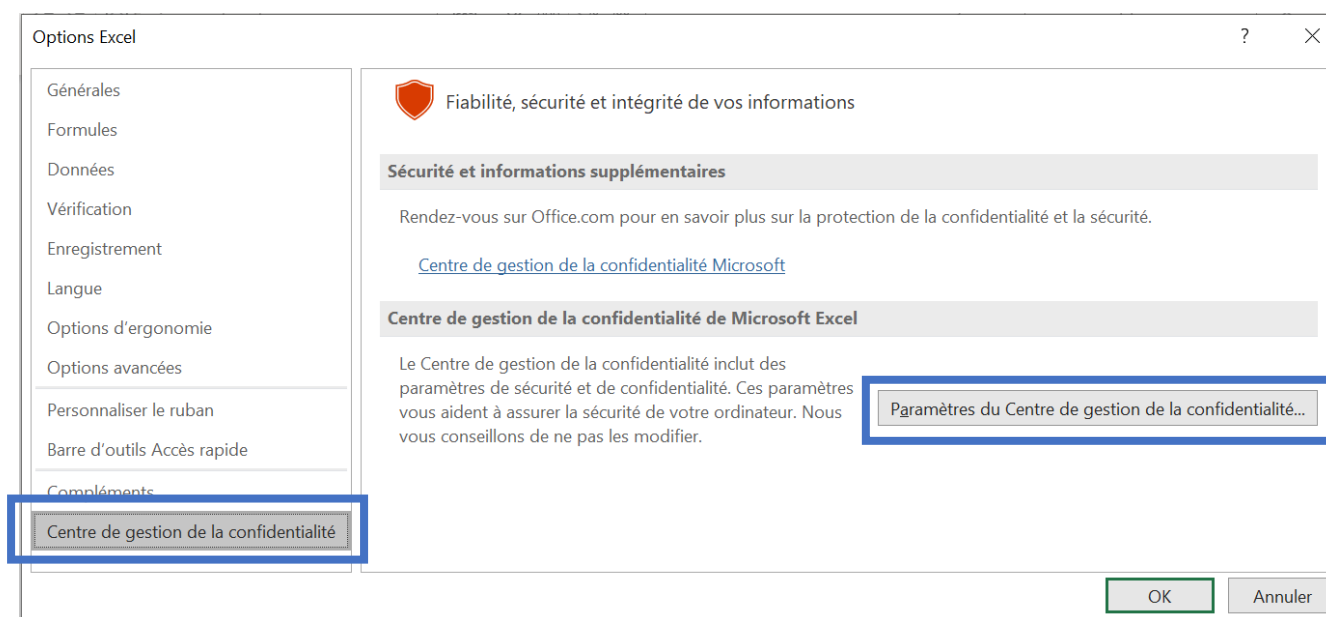 Options Excel
?
Générales
Formules
Données
Vérification
Enregistrement
Langue
Options d'ergonomie
Options avancées
Personnaliser le ruban
Barre d'outils Accès rapide
Compléments
Centre de gestion de la confidentialité
Fiabilité, sécurité et intégrité de vos informations
Sécurité et informations supplémentaires
Rendez-vous sur Office.com pour en savoir plus sur la protection de la confidentialité et la sécurité.
Centre de gestion de la confidentialité Microsoft
Centre de gestion de la confidentialité de Microsoft Excel
Le Centre de gestion de la confidentialité inclut des
paramètres de sécurité et de confidentialité. Ces paramètres
vous aident à assurer la sécurité de votre ordinateur. Nous
vous conseillons de ne pas les modifier.
Paramètres du Centre de gestion de la confidentialité...
OK
Annuler